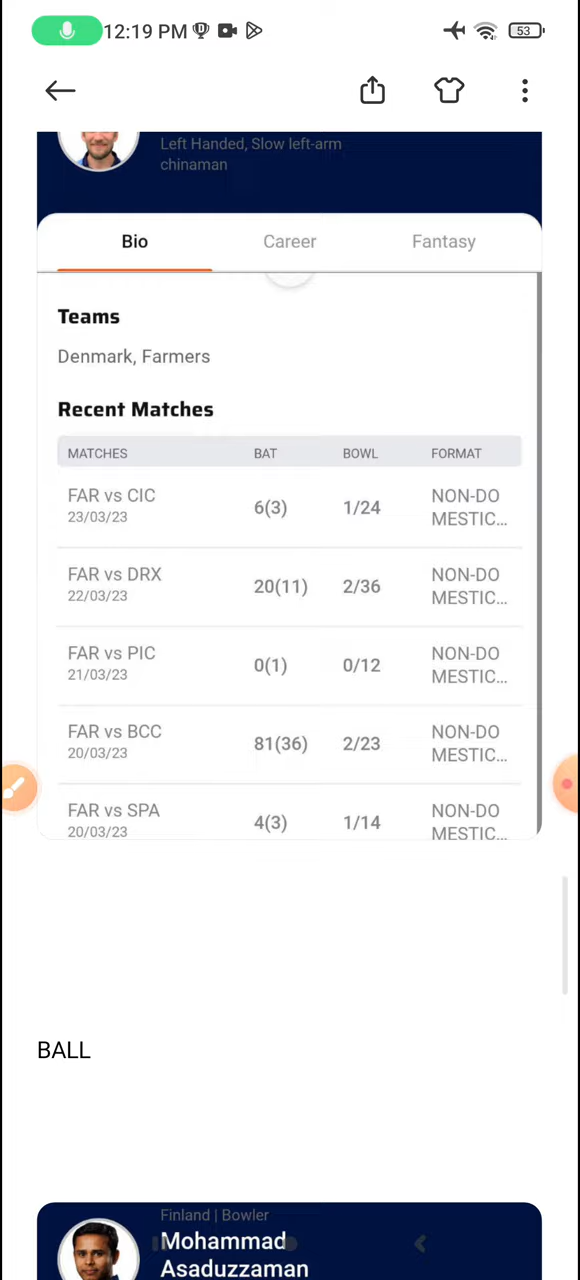 12:19 PM
53
Left Handed, Slow left-arm
chinaman
Bio Career Fantasy
Teams
Denmark, Farmers
Recent Matches
MATCHES BAT BOWL FORMAT
FAR vs CIC
23/03/23
6(3) 1/24
NON-DO
MESTIC...
FAR vs DRX
22/03/23
20(11) 2/36
NON-DO
MESTIC...
FAR vs PIC
21/03/23
0(1) 0/12
NON-DO
MESTIC...
FAR vs BCC
20/03/23
81(36) 2/23
NON-DO
MESTIC...
FAR vs SPA
20/03/23
4(3) 1/14
NON-DO
MESTIC...
BALL
Finland | Bowler
Mohammad
Asaduzzaman